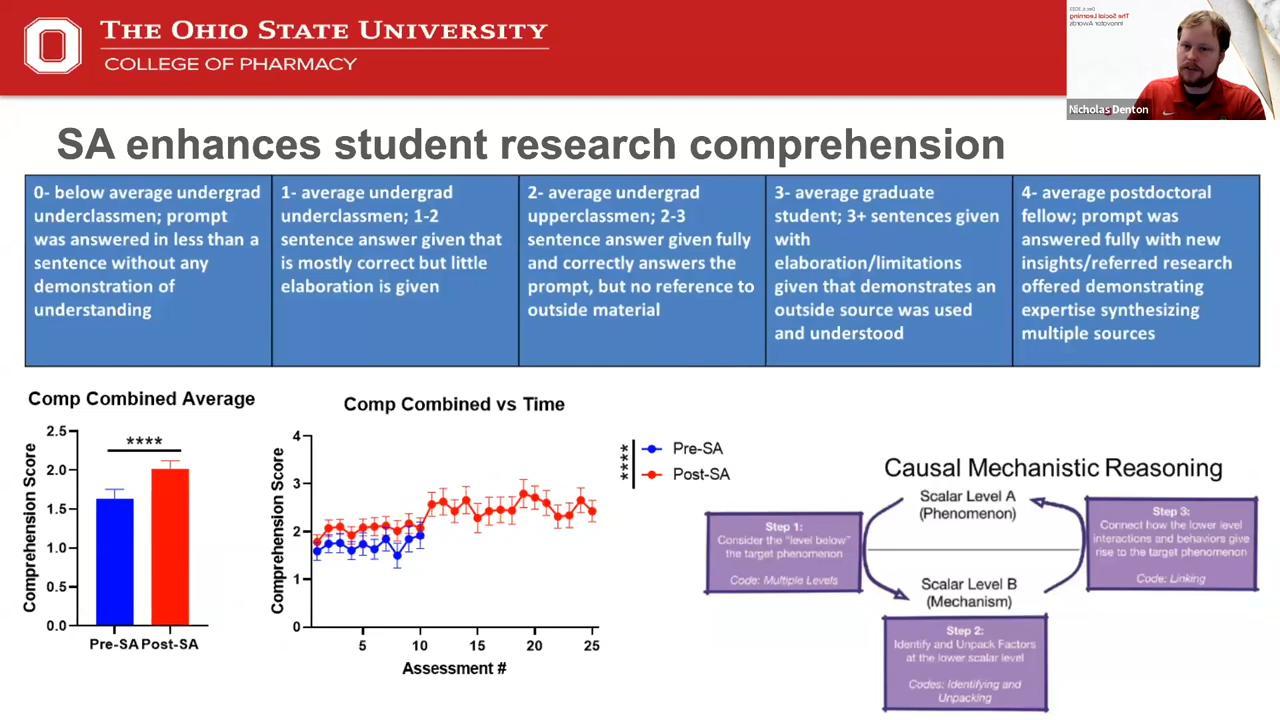 THE OHIO STATE UNIVERSITY
COLLEGE OF PHARMACY
Dec 6, 2023
The Social Learning
Innovator Awards
Nicholas Denton
SA enhances student research comprehension
0- below average undergrad
underclassmen; prompt
was answered in less than a
sentence without any
demonstration of
understanding
1- average undergrad
underclassmen; 1-2
sentence answer given that
is mostly correct but little
elaboration is given
2- average undergrad
upperclassmen; 2-3
sentence answer given fully
and correctly answers the
prompt, but no reference to
outside material
3- average graduate
student; 3+ sentences given
with
elaboration/limitations
given that demonstrates an
outside source was used
and understood
4- average postdoctoral
fellow; prompt was
answered fully with new
insights/referred research
offered demonstrating
expertise synthesizing
multiple sources
Comp Combined Average
Comprehension Score
2.5
2.0
1.5
1.0
0.5
0.0
****
Pre-SA Post-SA
Comp Combined vs Time
Comprehension Score
4
3
2
1
0
5 10 15 20 25
Assessment #
****
Pre-SA
Post-SA
Causal Mechanistic Reasoning
Scalar Level A
(Phenomenon)
Step 1:
Consider the "level below"
the target phenomenon
Code: Multiple Levels
Step 3:
Connect how the lower level
interactions and behaviors give
rise to the target phenomenon
Code: Linking
Scalar Level B
(Mechanism)
Step 2:
Identify and Unpack Factors
at the lower scalar level
Codes: Identifying and
Unpacking